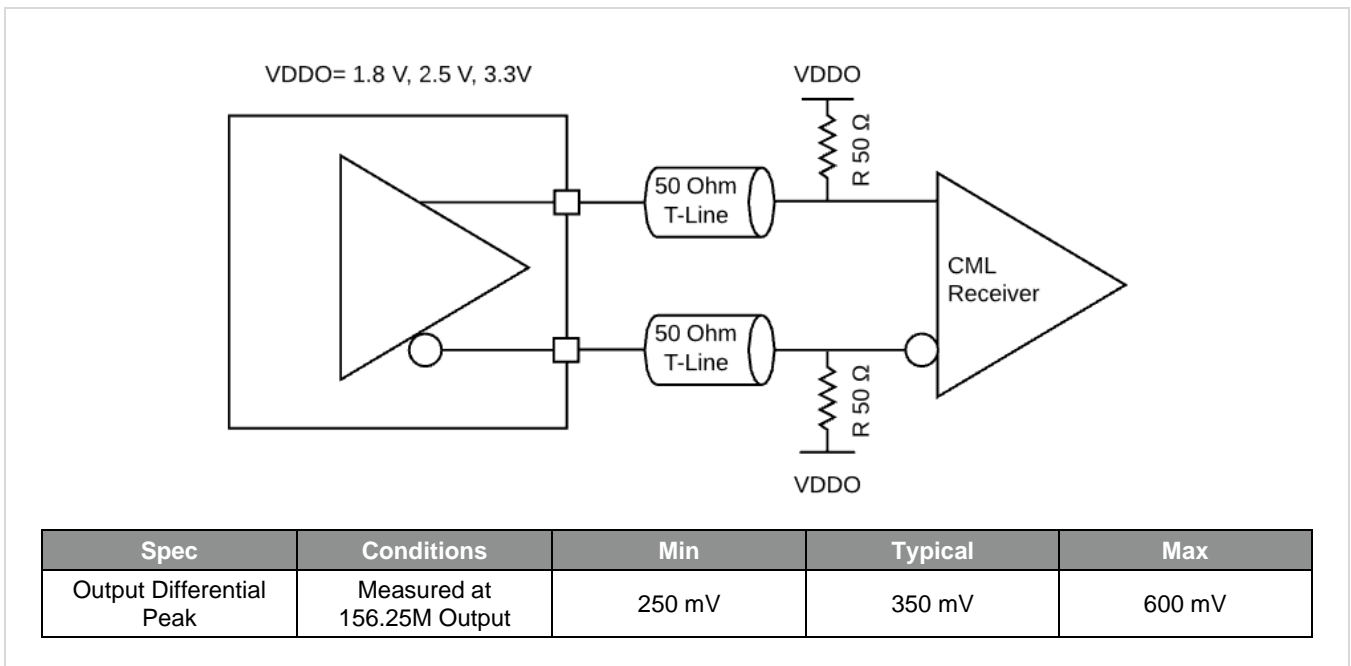 VDDO= 1.8 V, 2.5 V, 3.3V
VDDO
R 50 Ω
50 Ohm
T-Line
CML
Receiver
50 Ohm
T-Line
R 50 Ω
VDDO
Spec Conditions Min Typical Max
Output Differential
Peak
Measured at
156.25M Output
250 mV 350 mV 600 mV